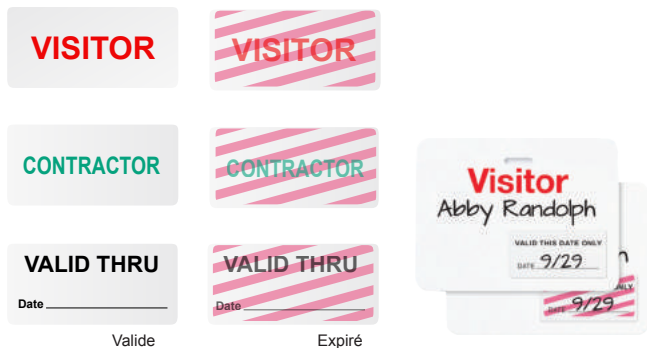 VISITOR
VISITOR
CONTRACTOR
CONTRACTOR
VALID THRU
Date
VALID THRU
Date
Valide
Expiré
Visitor
Abby Randolph
VALID THIS DATE ONLY
DATE 9/29
DATE 9/29